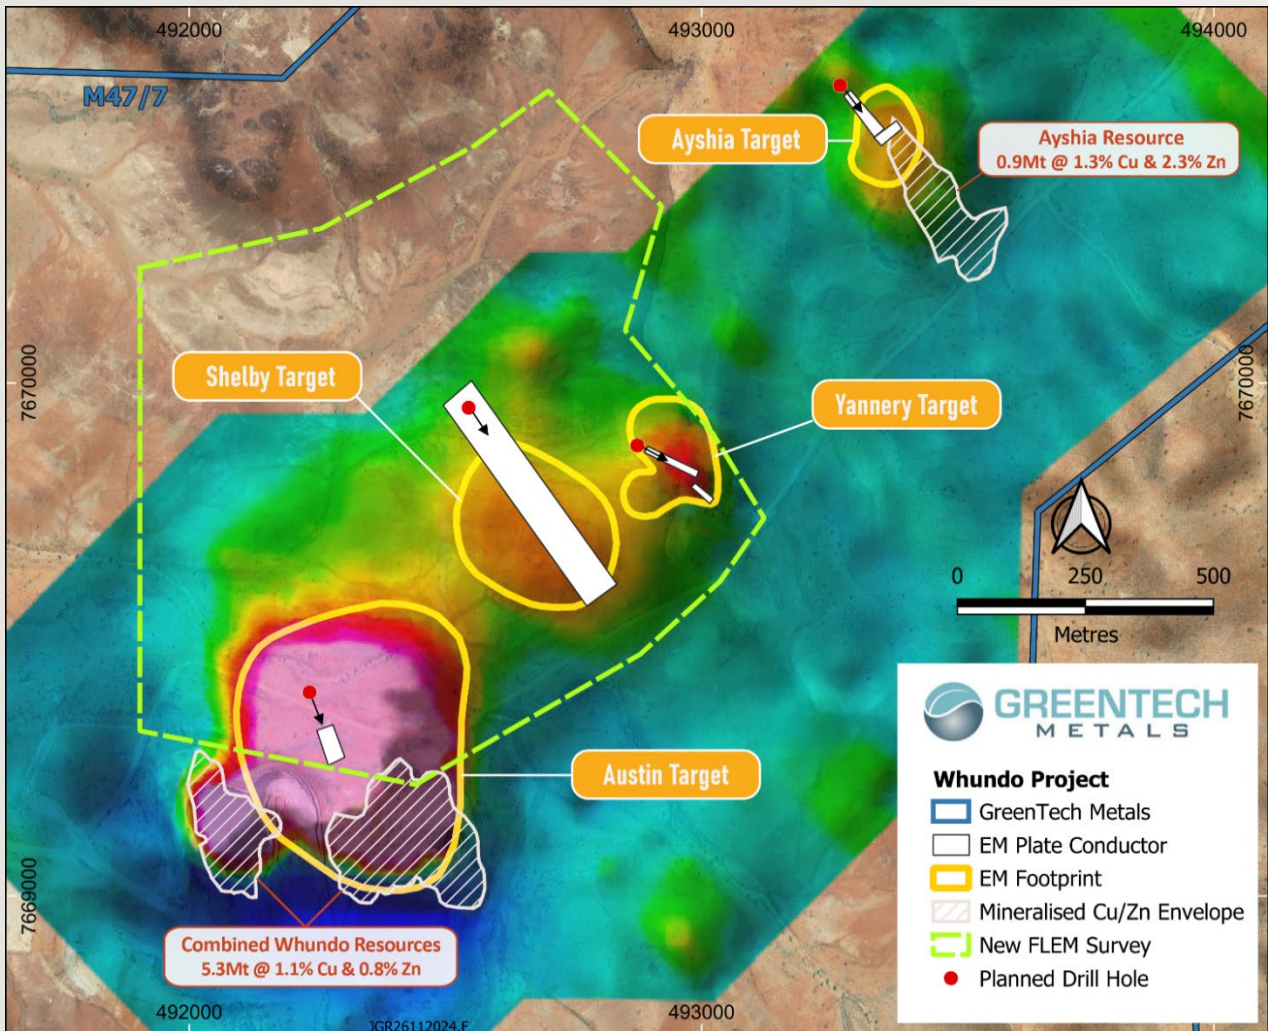 492000
493000
494000
M47/7
Ayshia Target
Ayshia Resource
0.9Mt @ 1.3% Cu & 2.3% Zn
7670000
7670000
Shelby Target
Yannery Target
0 250 500
Metres
GREENTECH
METALS
Austin Target
Whundo Project
GreenTech Metals
EM Plate Conductor
EM Footprint
Mineralised Cu/Zn Envelope
New FLEM Survey
Planned Drill Hole
7669000
Combined Whundo Resources
5.3Mt @ 1.1% Cu & 0.8% Zn
492000
493000
JGR26112024.F